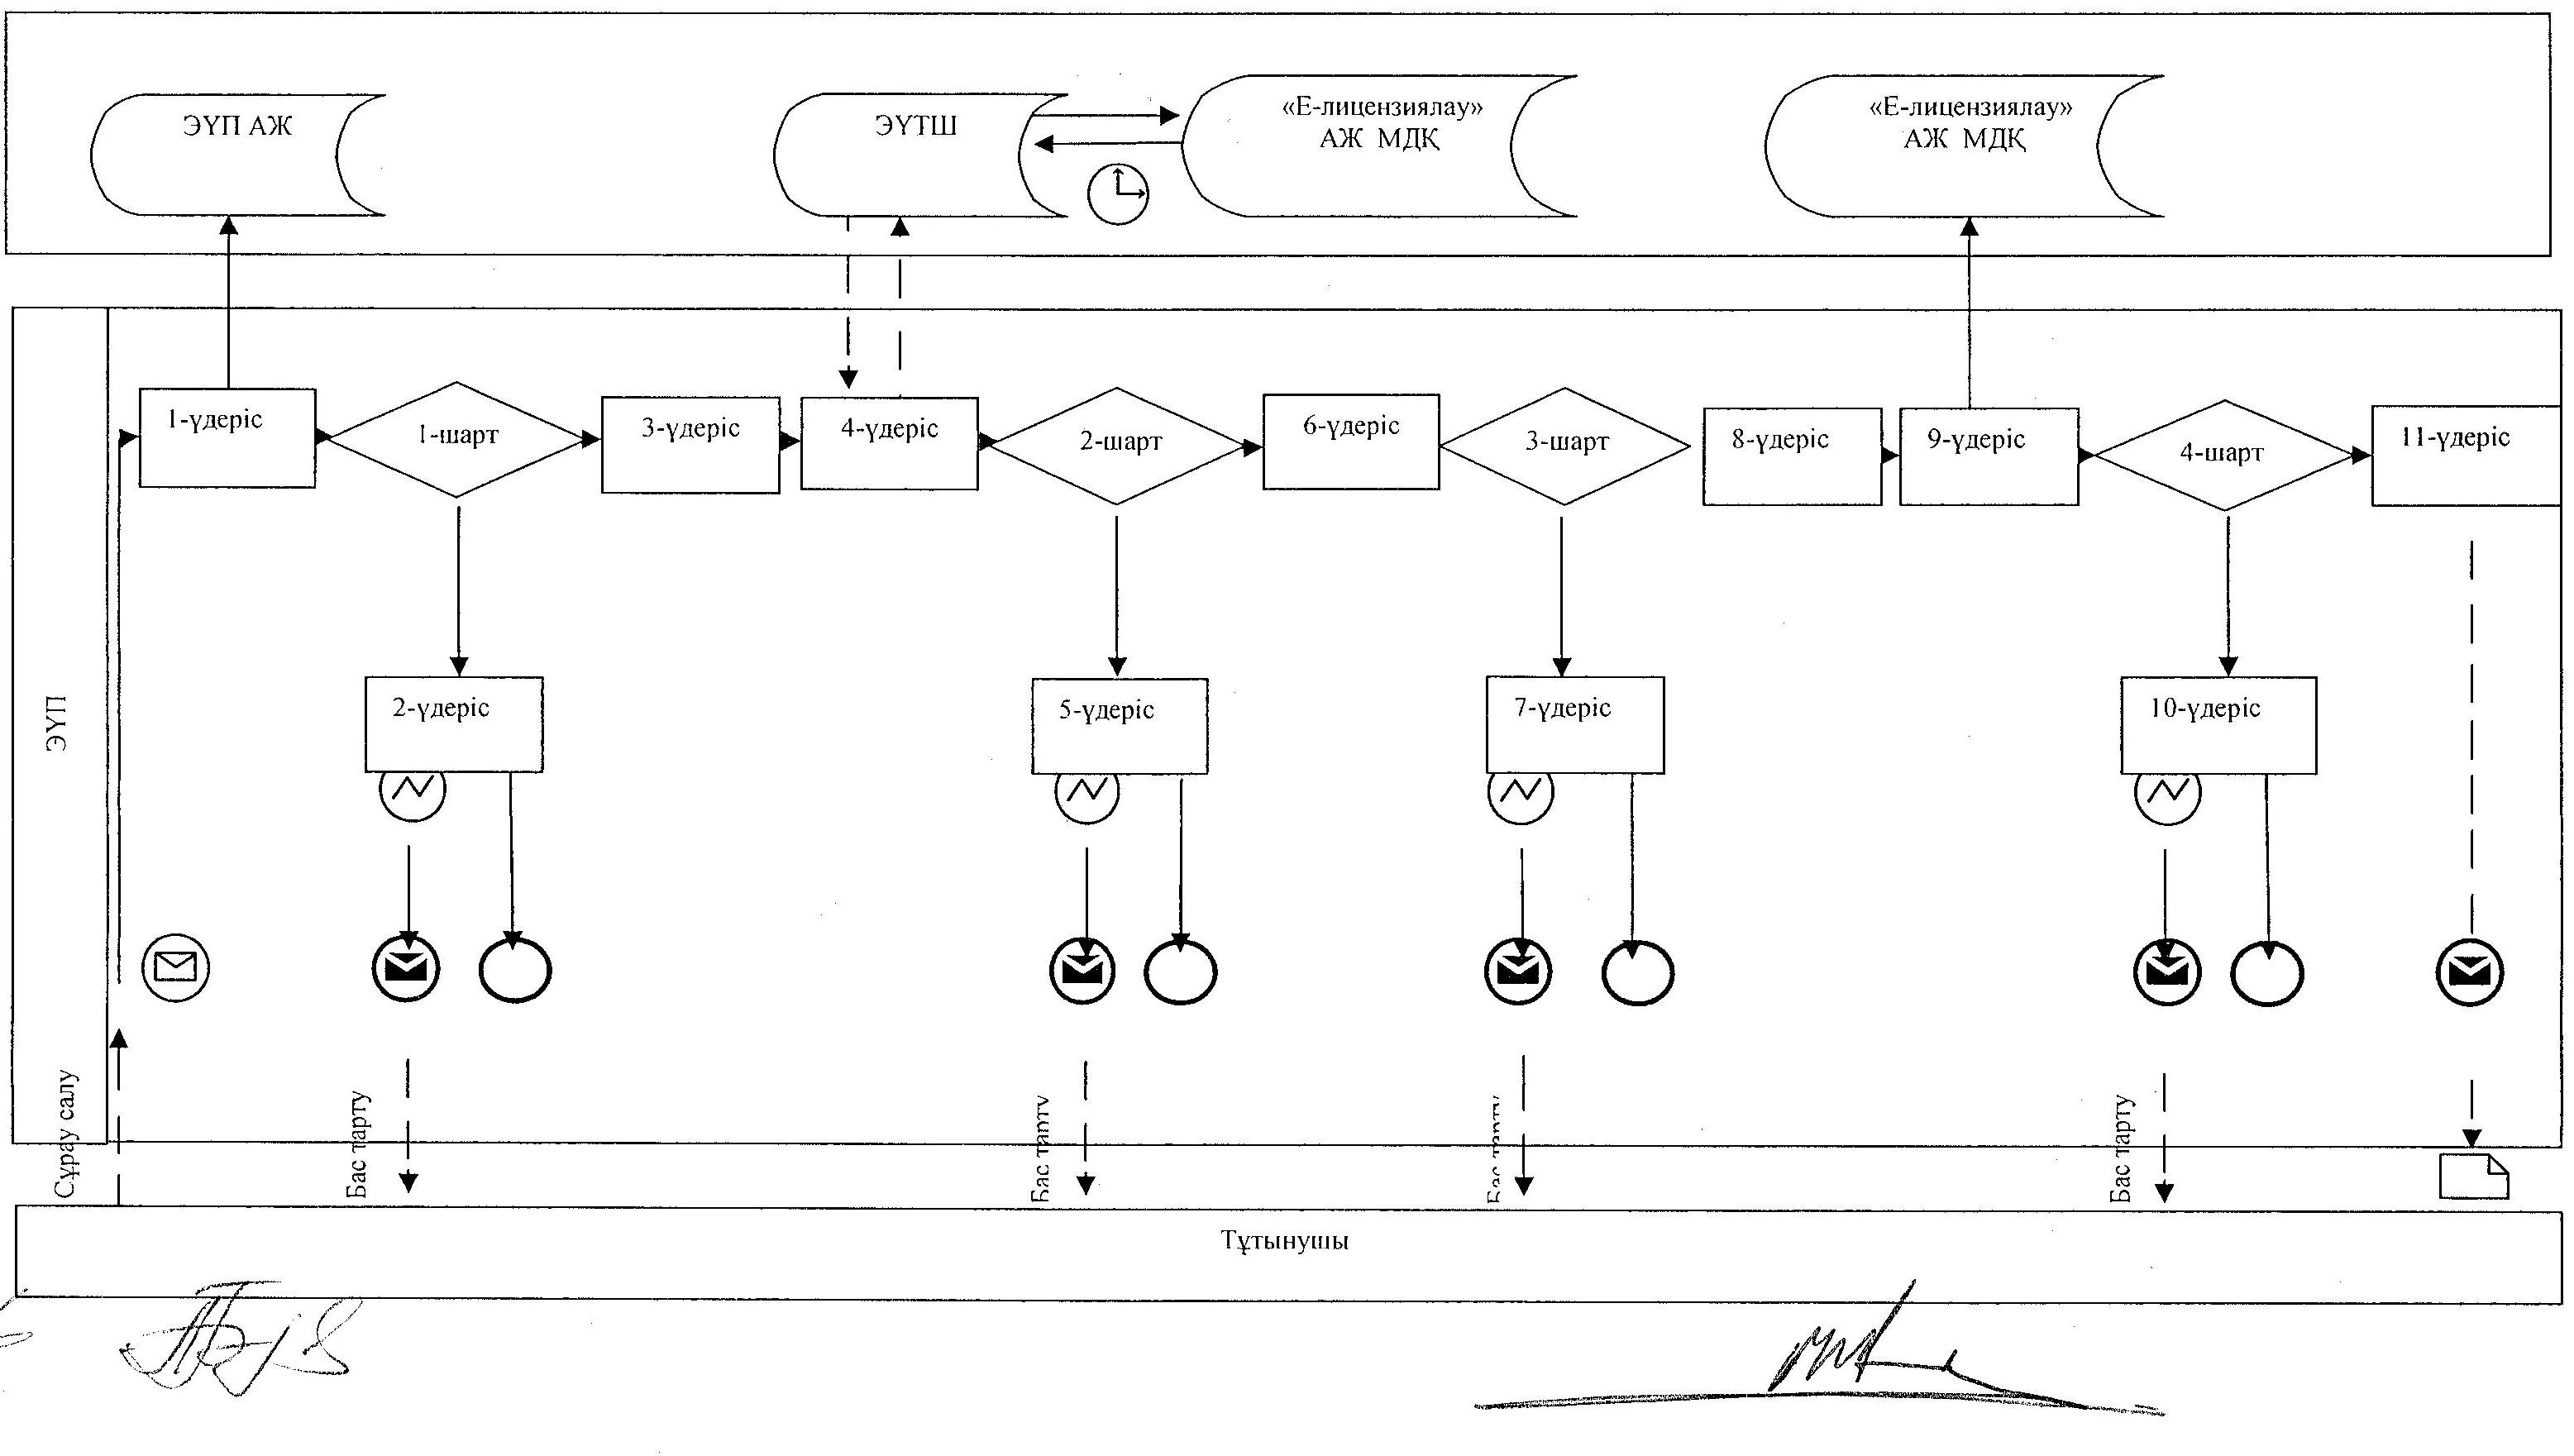 ЭҮП АЖ
ЭҮТШ
«Е-лицензиялау»
АЖ МДҚ
«Е-лицензиялау»
АЖ МДҚ
ЭҮП
1-үдеріс
1-шарт
3-үдеріс
4-үдеріс
2-шарт
6-үдеріс
3-шарт
8-үдеріс
9-үдеріс
4-шарт
11-үдеріс
2-үдеріс
5-үдеріс
7-үдеріс
10-үдеріс
Сұрау салу
Бас тарту
Бас тарту
Бас тарту
Бас тарту
Тұтынушы